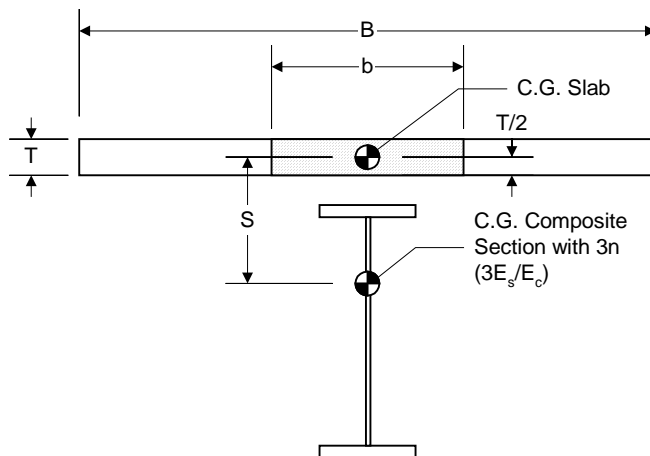 B
b
C.G. Slab
T/2
T
S
C.G. Composite
Section with 3n
(3Es/Ec)